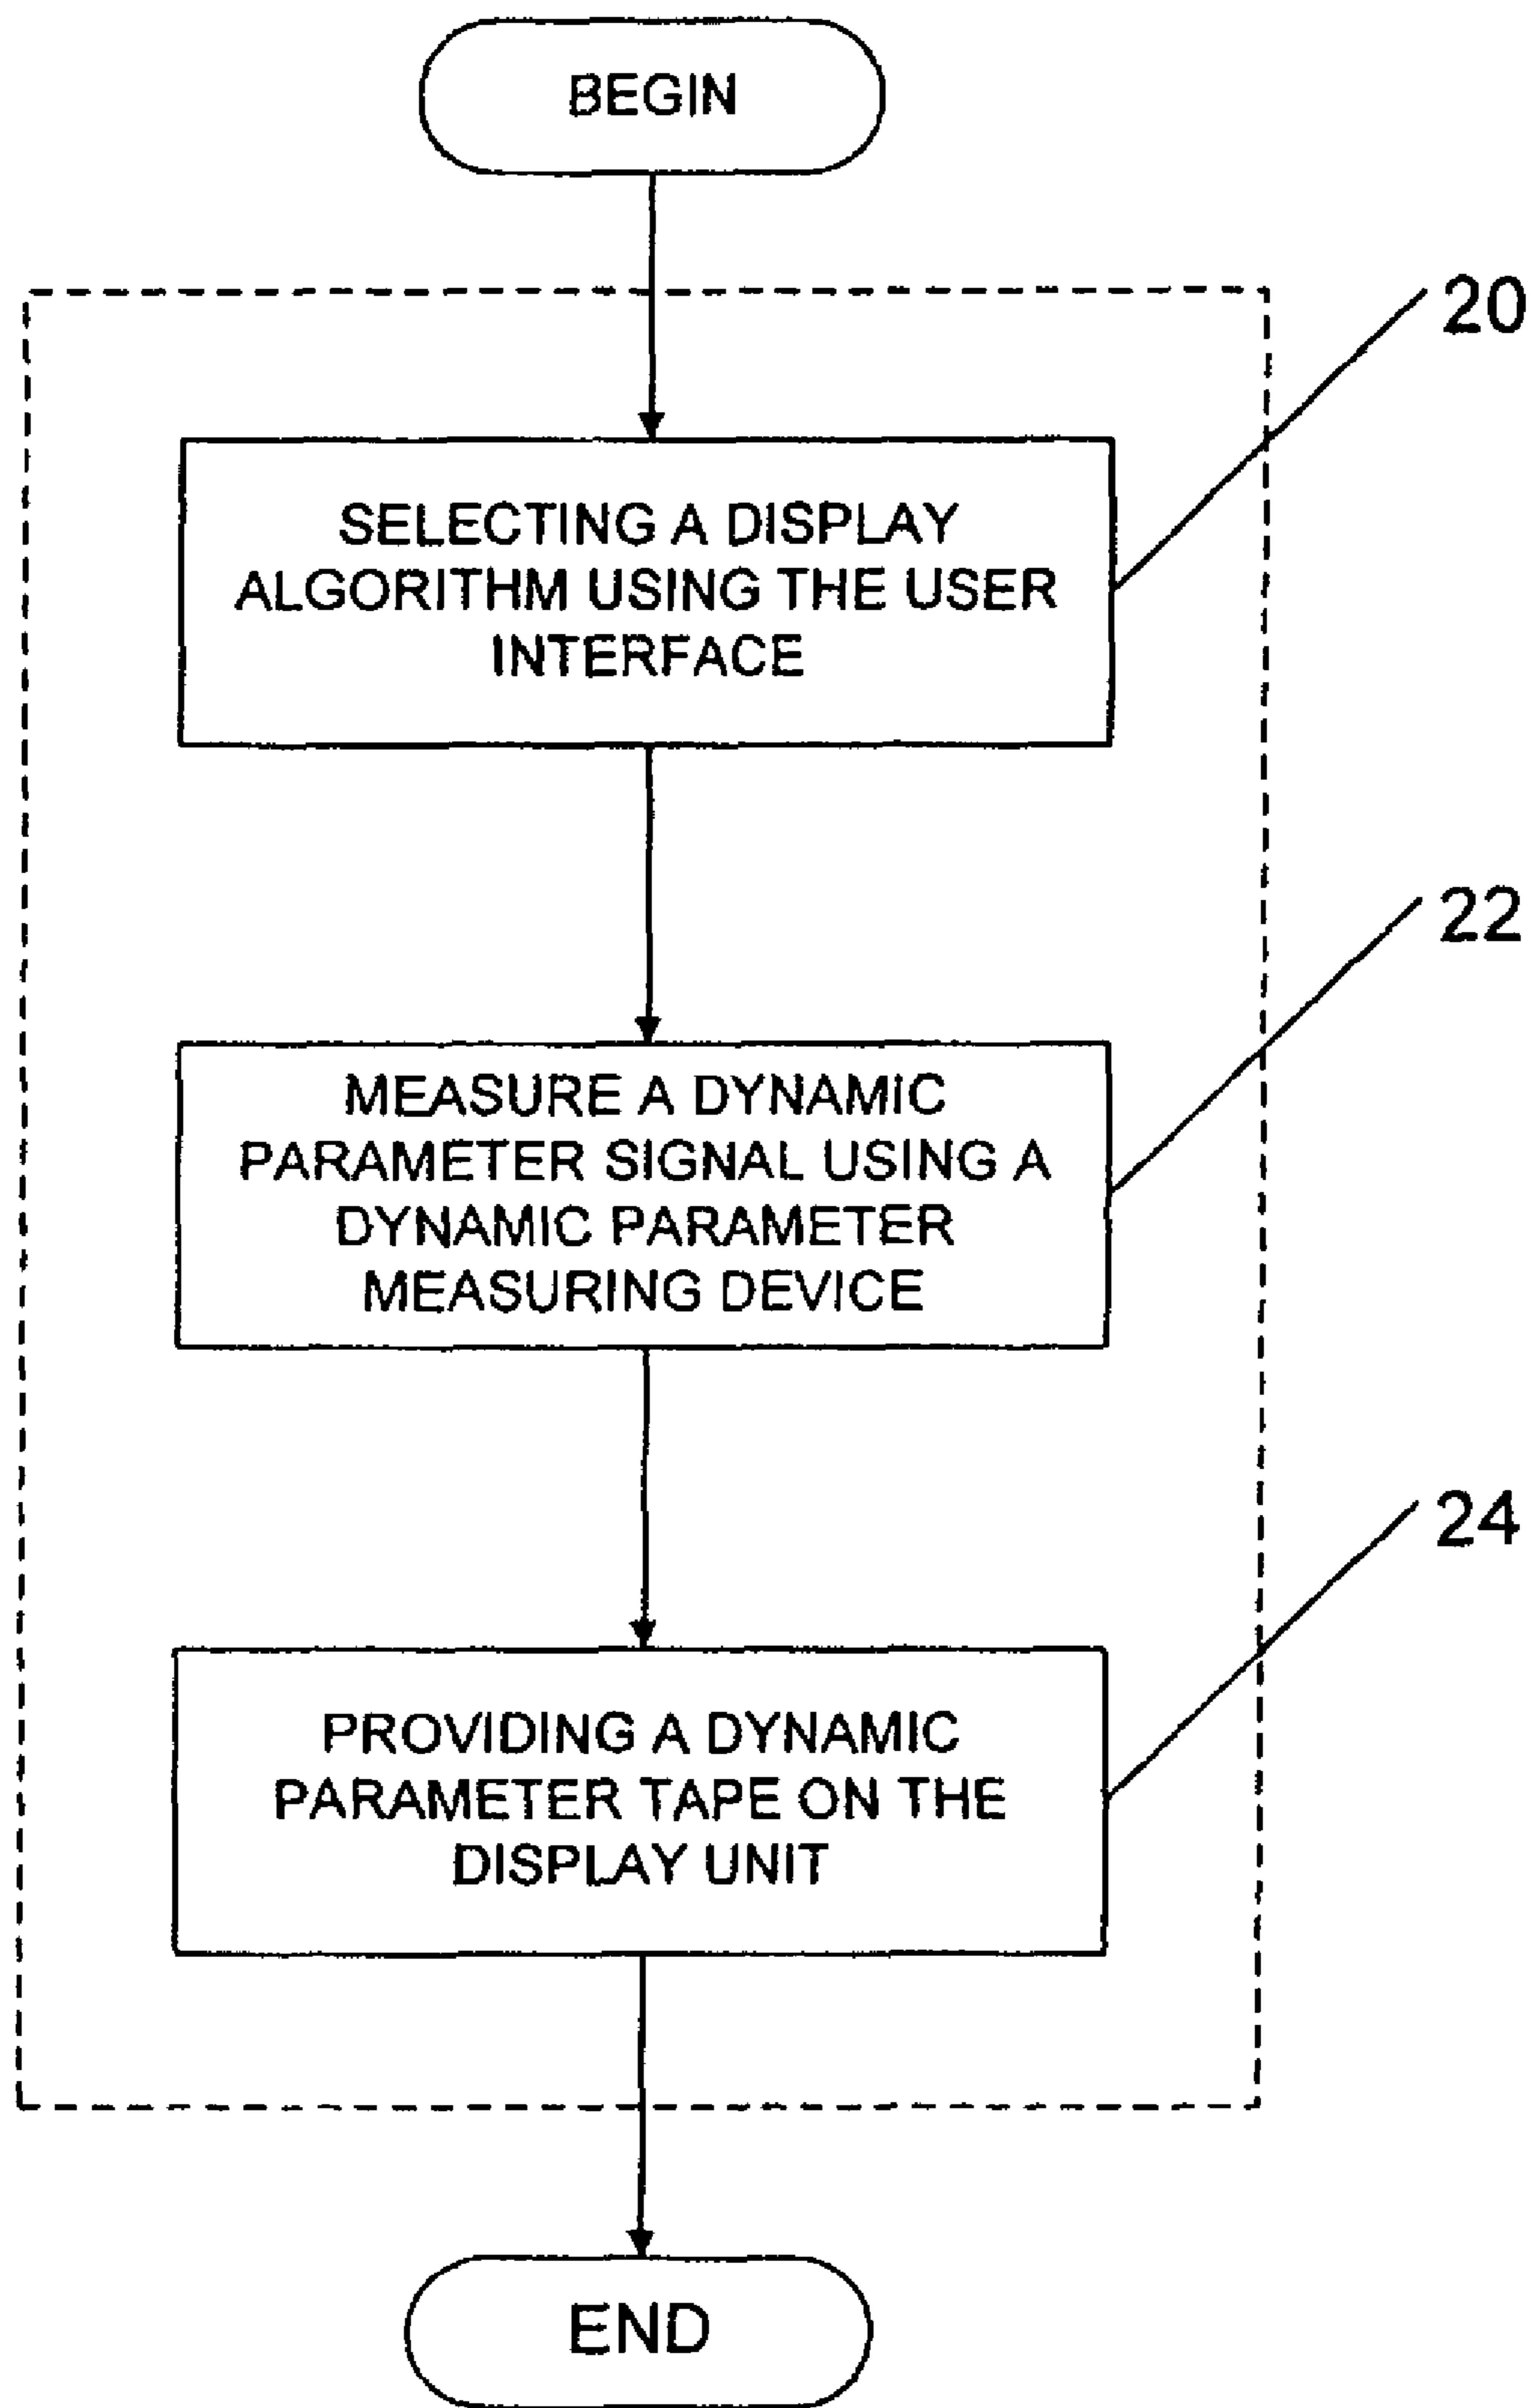 BEGIN
20
SELECTING A DISPLAY
ALGORITHM USING THE USER
INTERFACE
22
MEASURE A DYNAMIC
PARAMETER SIGNAL USING A
DYNAMIC PARAMETER
MEASURING DEVICE
24
PROVIDING A DYNAMIC
PARAMETER TAPE ON THE
DISPLAY UNIT
END